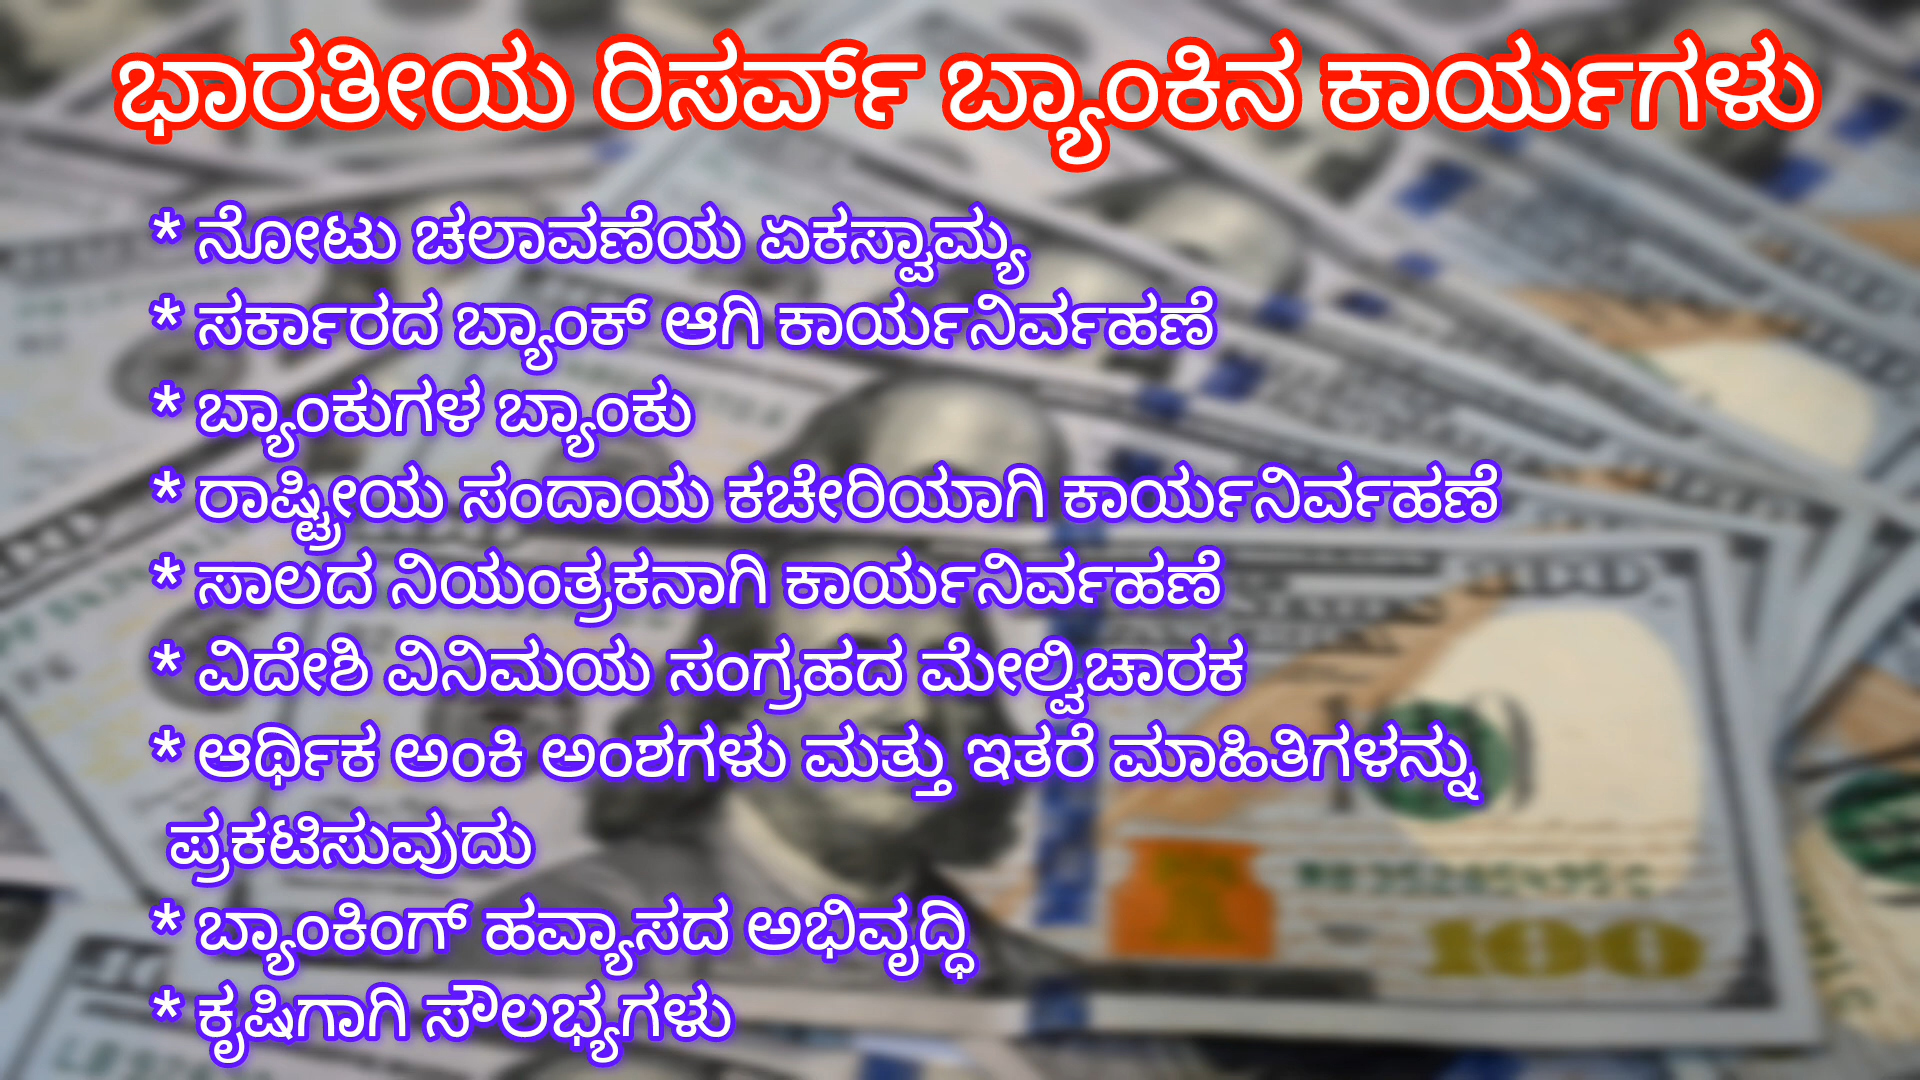 ಭಾರತೀಯ ರಿಸರ್ವ್ ಬ್ಯಾಂಕಿನ ಕಾರ್ಯಗಳು
* ನೋಟು ಚಲಾವಣೆಯ ಏಕಸ್ವಾಮ್ಯ
* ಸರ್ಕಾರದ ಬ್ಯಾಂಕ್ ಆಗಿ ಕಾರ್ಯನಿರ್ವಹಣೆ
* ಬ್ಯಾಂಕುಗಳ ಬ್ಯಾಂಕು
* ರಾಷ್ಟ್ರೀಯ ಸಂದಾಯ ಕಚೇರಿಯಾಗಿ ಕಾರ್ಯನಿರ್ವಹಣೆ
* ಸಾಲದ ನಿಯಂತ್ರಕನಾಗಿ ಕಾರ್ಯನಿರ್ವಹಣೆ
* ವಿದೇಶಿ ವಿನಿಮಯ ಸಂಗ್ರಹದ ಮೇಲ್ವಿಚಾರಕ
* ಆರ್ಥಿಕ ಅಂಕಿ ಅಂಶಗಳು ಮತ್ತು ಇತರೆ ಮಾಹಿತಿಗಳನ್ನು
ಪ್ರಕಟಿಸುವುದು
* ಬ್ಯಾಂಕಿಂಗ್ ಹವ್ಯಾಸದ ಅಭಿವೃದ್ಧಿ
* ಕೃಷಿಗಾಗಿ ಸೌಲಭ್ಯಗಳು
100